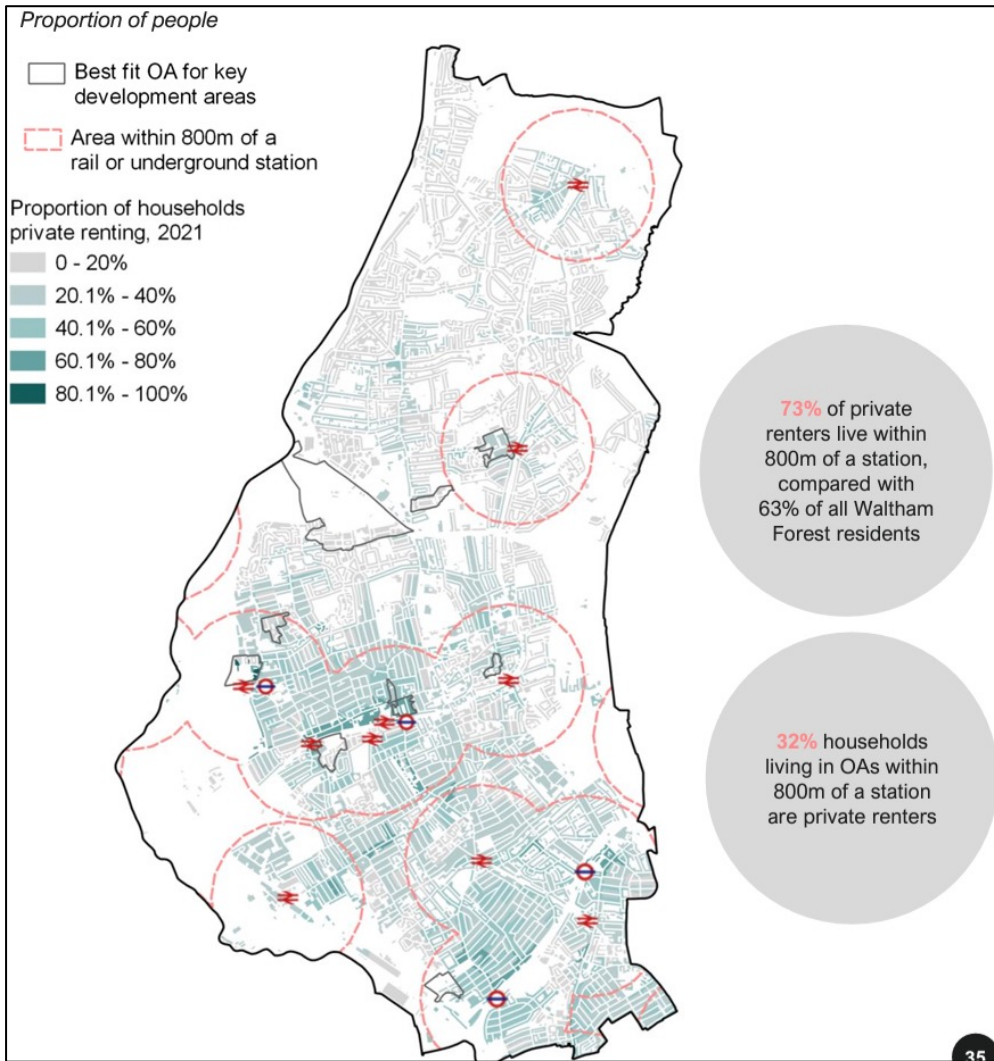 Proportion of people
Best fit OA for key
development areas
Area within 800m of a
rail or underground station
Proportion of households
private renting, 2021
0 - 20%
20.1% - 40%
40.1% - 60%
60.1% - 80%
80.1% - 100%
73% of private
renters live within
800m of a station,
compared with
63% of all Waltham
Forest residents
32% households
living in OAs within
800m of a station
are private renters
35